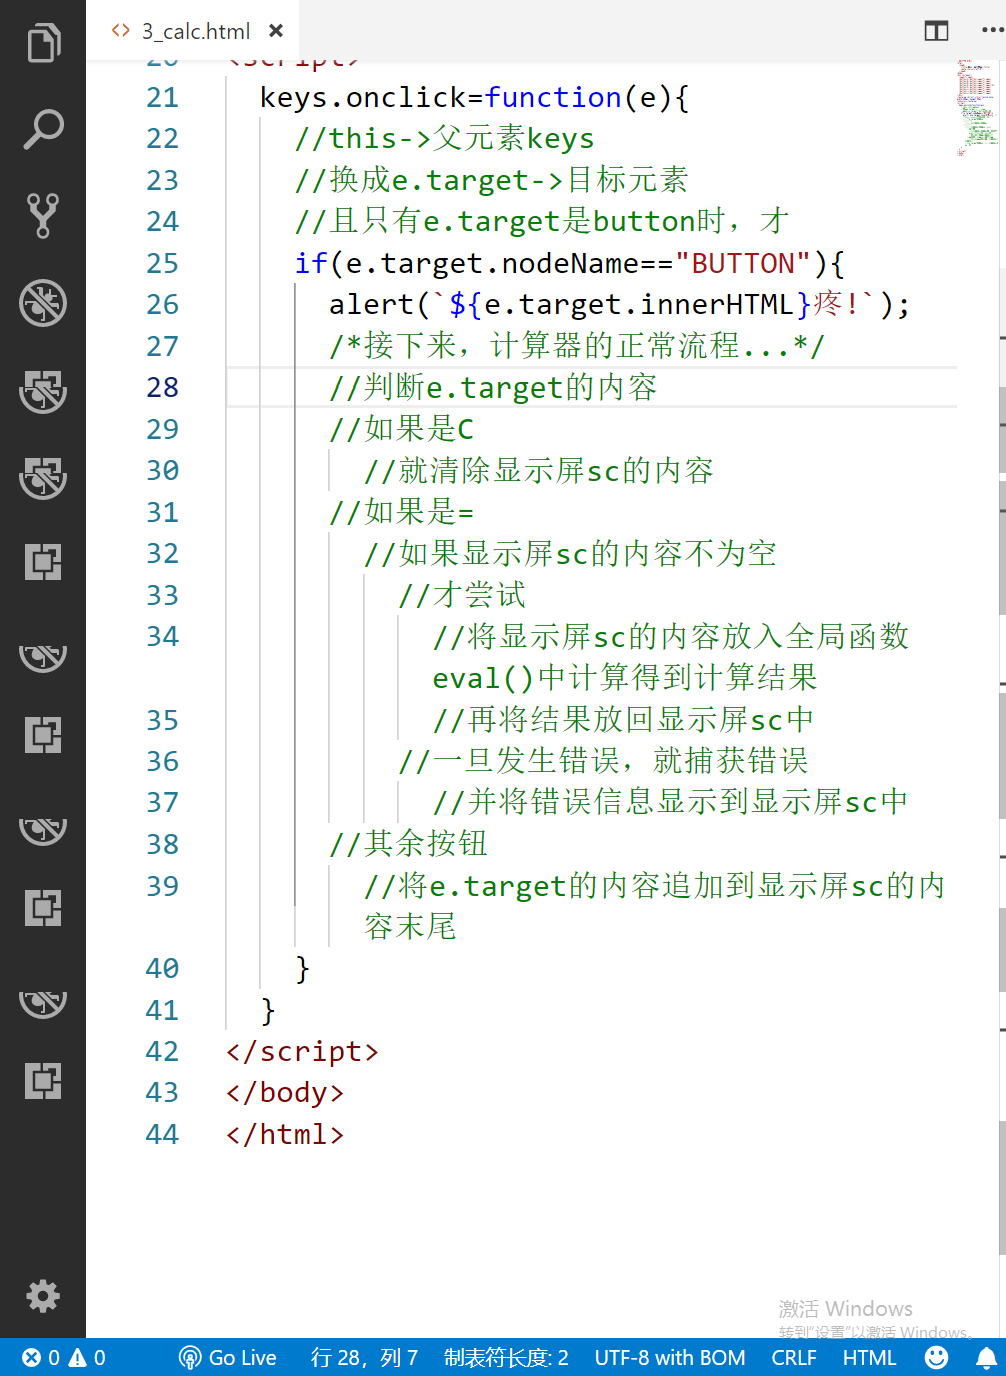 3_calc.html
20 <script>
21 keys.onclick=function(e){
22 //this->父元素keys
23 //换成e.target->目标元素
24 //且只有e.target是button时，才
25 if(e.target.nodeName=="BUTTON"){
26 alert(`${e.target.innerHTML}疼!`);
27 /*接下来，计算器的正常流程...*/
28 //判断e.target的内容
29 //如果是C
30 //就清除显示屏sc的内容
31 //如果是=
32 //如果显示屏sc的内容不为空
33 //才尝试
34 //将显示屏sc的内容放入全局函数
eval()中计算得到计算结果
35 //再将结果放回显示屏sc中
36 //一旦发生错误，就捕获错误
37 //并将错误信息显示到显示屏sc中
38 //其余按钮
39 //将e.target的内容追加到显示屏sc的内
容末尾
40 }
41 }
42 </script>
43 </body>
44 </html>
激活 Windows
转到"设置"以激活 Windows。
0 0 Go Live 行 28，列 7 制表符长度: 2 UTF-8 with BOM CRLF HTML